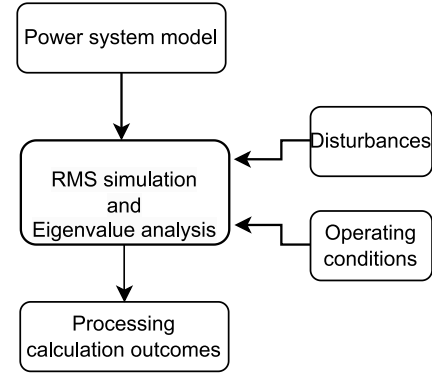 Power system model
Disturbances
RMS simulation
and
Eigenvalue analysis
Operating
conditions
Processing
calculation outcomes